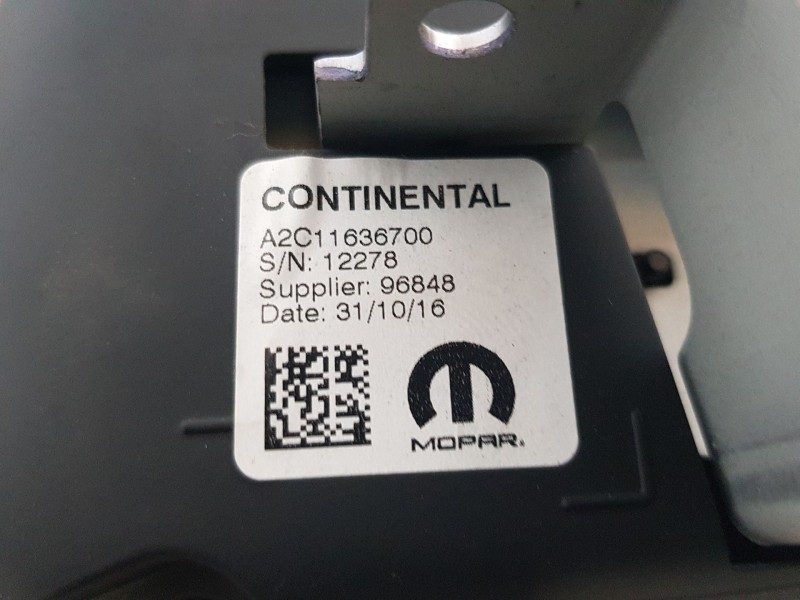 CONTINENTAL
A2C11636700
S/N: 12278
Supplier: 96848
Date: 31/10/16
MOPAR.